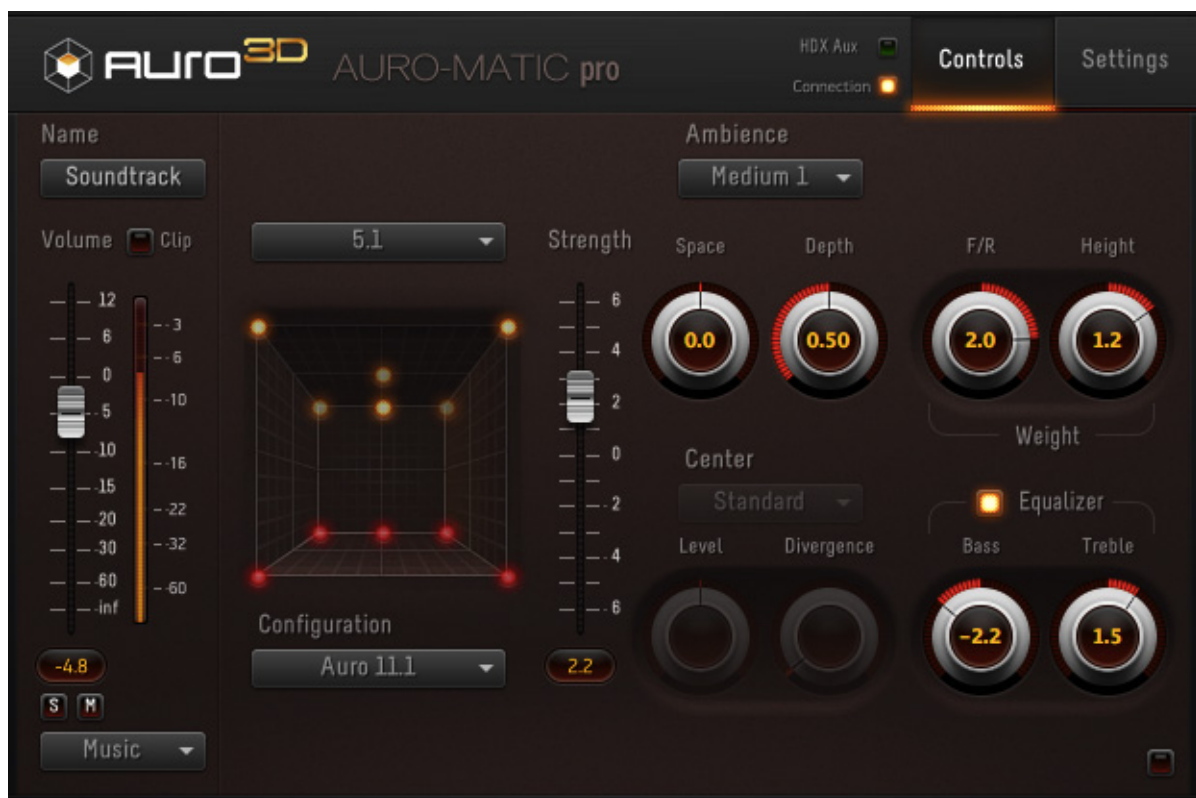 AURO3D AURO-MATIC pro
HDX Aux
Connection
Controls
Settings
Name
Soundtrack
Volume
Clip
12
6
0
-5
-10
-15
-20
-30
-60
-inf
-3
-6
-10
-16
-22
-32
-60
-4.8
S M
Music
5.1
Configuration
Auro 11.1
Strength
6
4
2
0
-2
-4
-6
2.2
Ambience
Medium 1
Space
Depth
F/R
Height
0.0
0.50
2.0
1.2
Weight
Center
Standard
Level
Divergence
Equalizer
Bass
Treble
-2.2
1.5